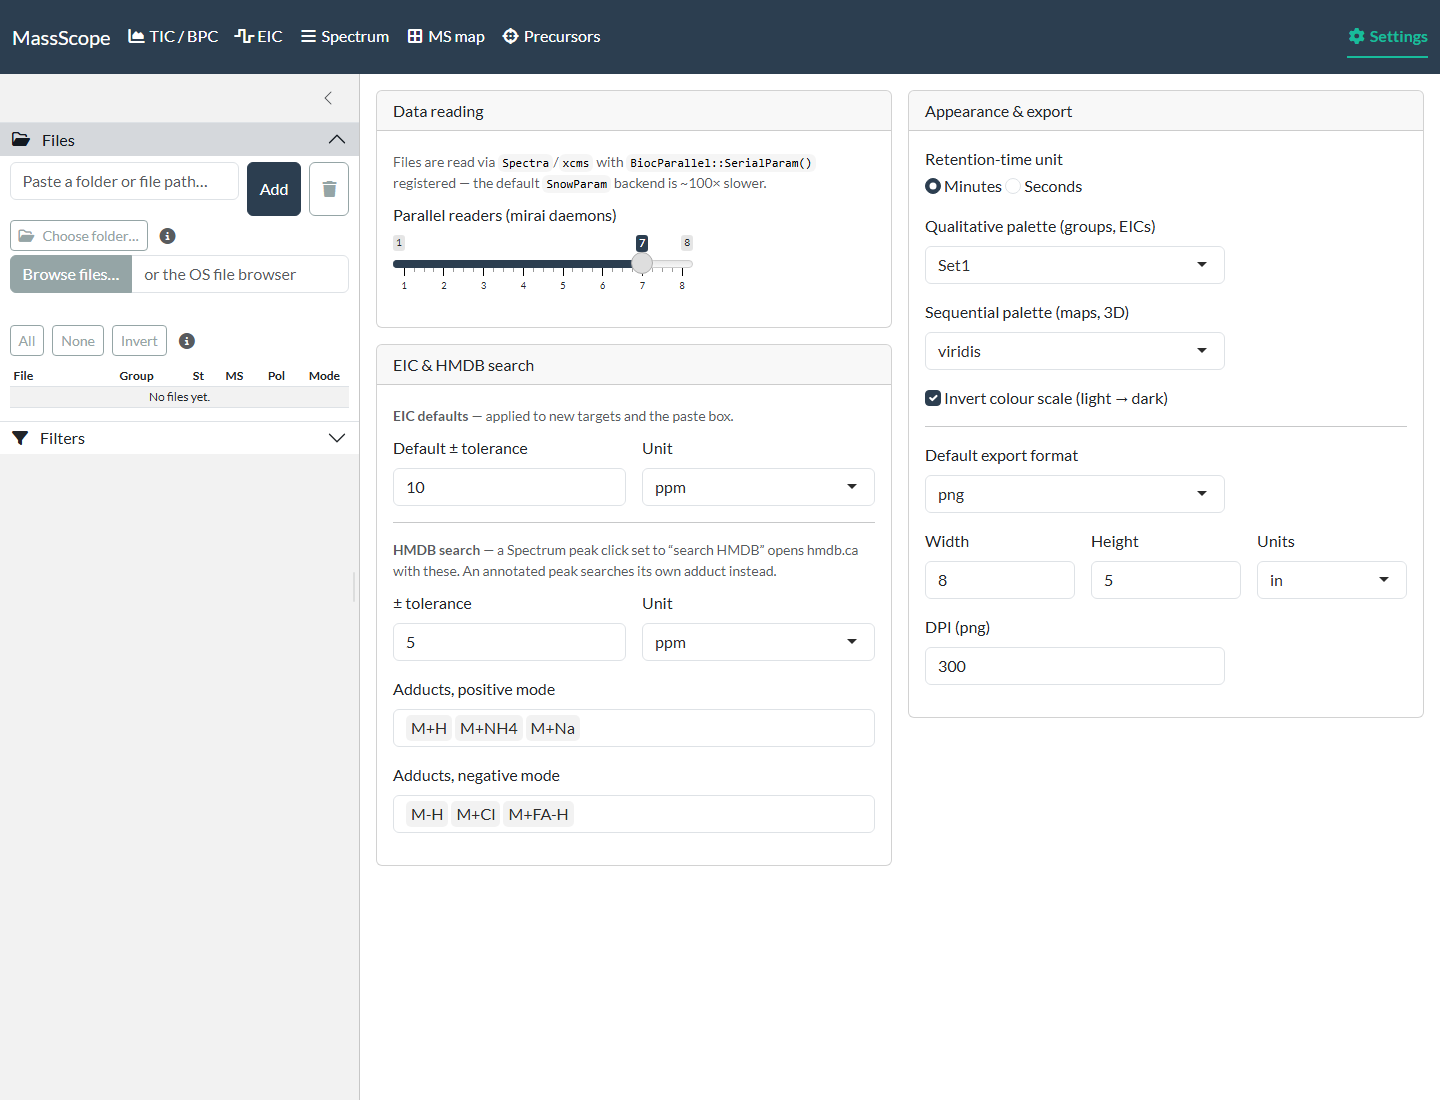 MassScope TIC / BPC EIC Spectrum MS map Precursors Settings
Files
Paste a folder or file path... Add
Choose folder...
Browse files... or the OS file browser
All None Invert
File Group St MS Pol Mode
No files yet.
Filters
Data reading
Files are read via Spectra / xcms with BiocParallel::SerialParam()
registered — the default SnowParam backend is ~100× slower.
Parallel readers (mirai daemons)
1 7 8
1 2 3 4 5 6 7 8
EIC & HMDB search
EIC defaults — applied to new targets and the paste box.
Default ± tolerance Unit
10 ppm
HMDB search — a Spectrum peak click set to “search HMDB” opens hmdb.ca
with these. An annotated peak searches its own adduct instead.
± tolerance Unit
5 ppm
Adducts, positive mode
M+H M+NH4 M+Na
Adducts, negative mode
M-H M+Cl M+FA-H
Appearance & export
Retention-time unit
Minutes Seconds
Qualitative palette (groups, EICs)
Set1
Sequential palette (maps, 3D)
viridis
Invert colour scale (light → dark)
Default export format
png
Width Height Units
8 5 in
DPI (png)
300